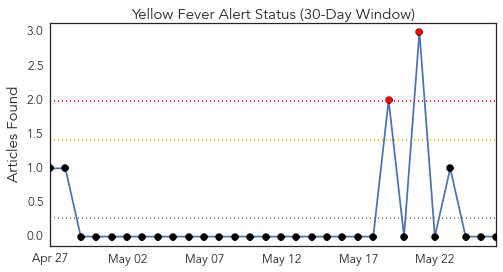 Yellow Fever Alert Status (30-Day Window)
3.0
2.5
2.0
1.5
1.0
0.5
0.0
Articles Found
Apr 27 May 02 May 07 May 12 May 17 May 22